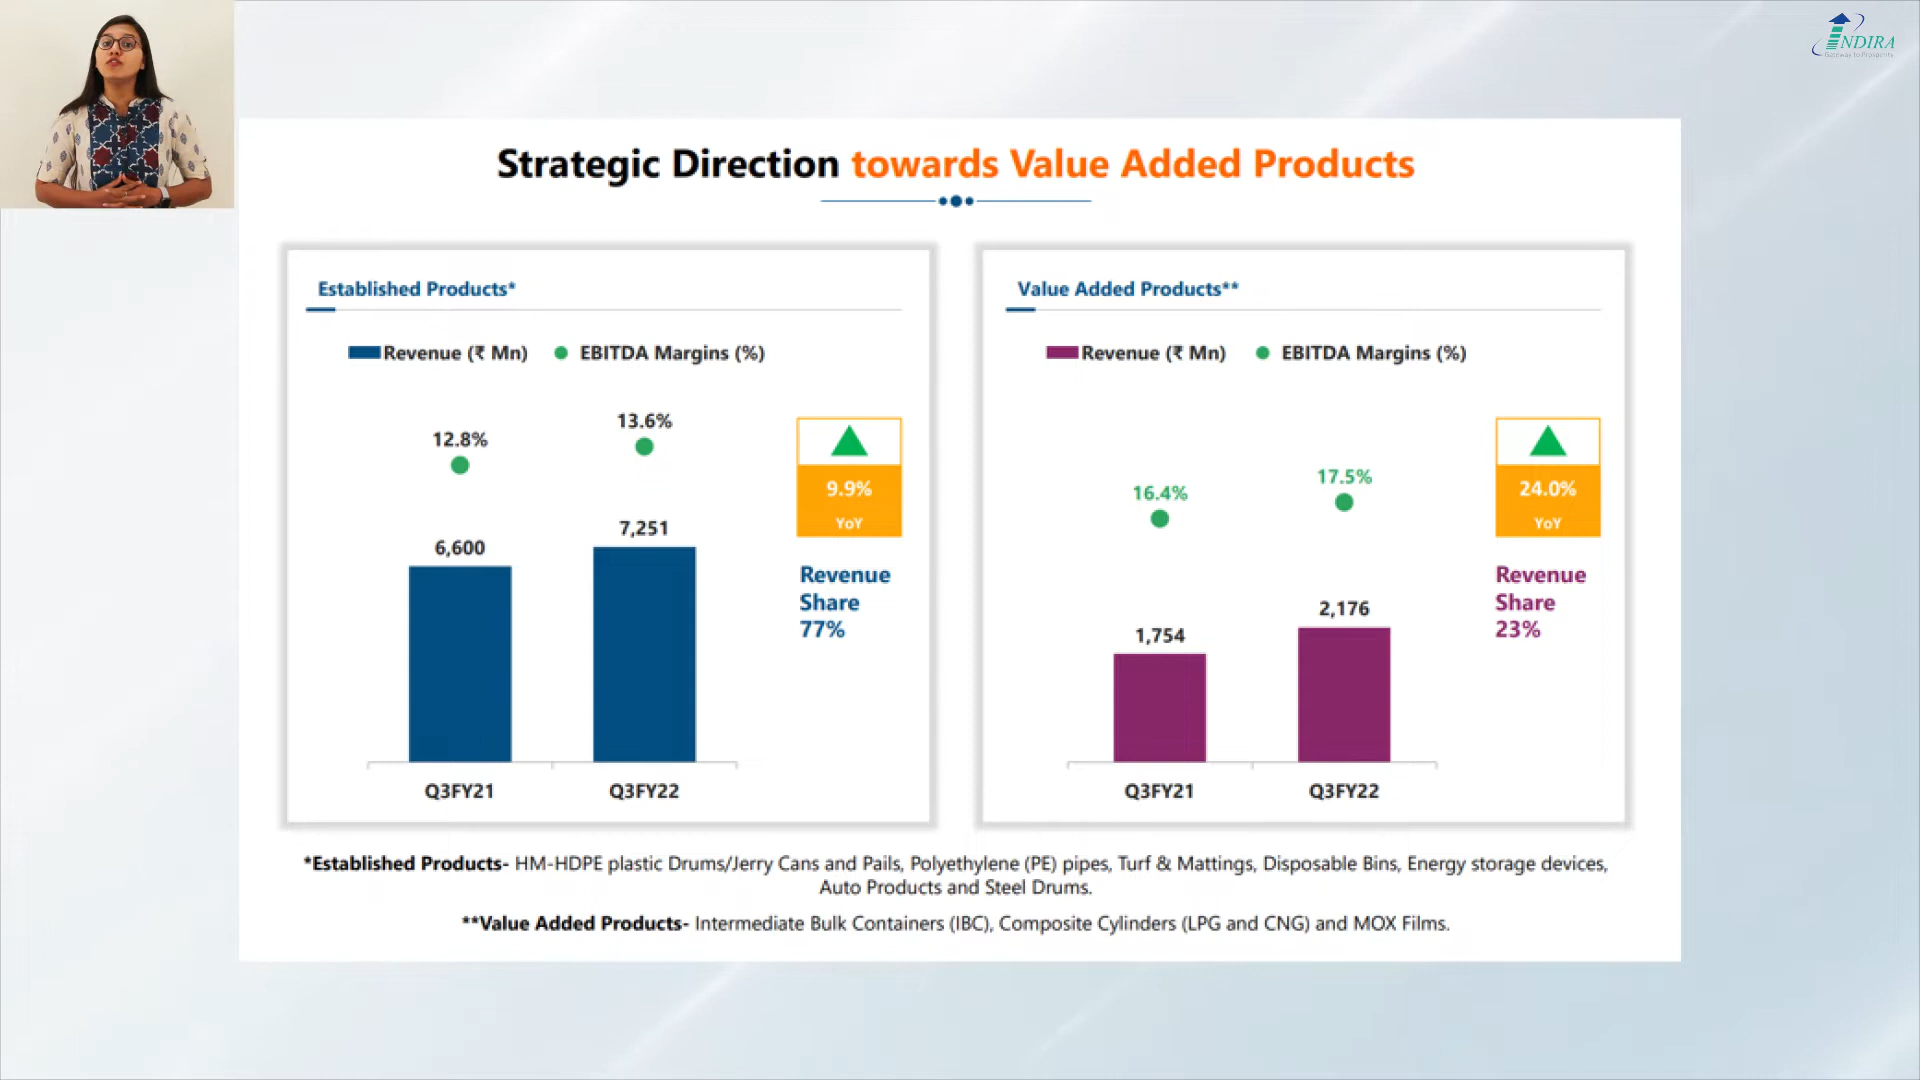 INDIRA
Gateway to Prosperity
Strategic Direction towards Value Added Products
Established Products*
Revenue (₹ Mn) EBITDA Margins (%)
12.8%
13.6%
6,600
7,251
Q3FY21
Q3FY22
9.9%
YoY
Revenue
Share
77%
Value Added Products**
Revenue (₹ Mn) EBITDA Margins (%)
16.4%
17.5%
1,754
2,176
Q3FY21
Q3FY22
24.0%
YoY
Revenue
Share
23%
*Established Products- HM-HDPE plastic Drums/Jerry Cans and Pails, Polyethylene (PE) pipes, Turf & Mattings, Disposable Bins, Energy storage devices,
Auto Products and Steel Drums.
**Value Added Products- Intermediate Bulk Containers (IBC), Composite Cylinders (LPG and CNG) and MOX Films.